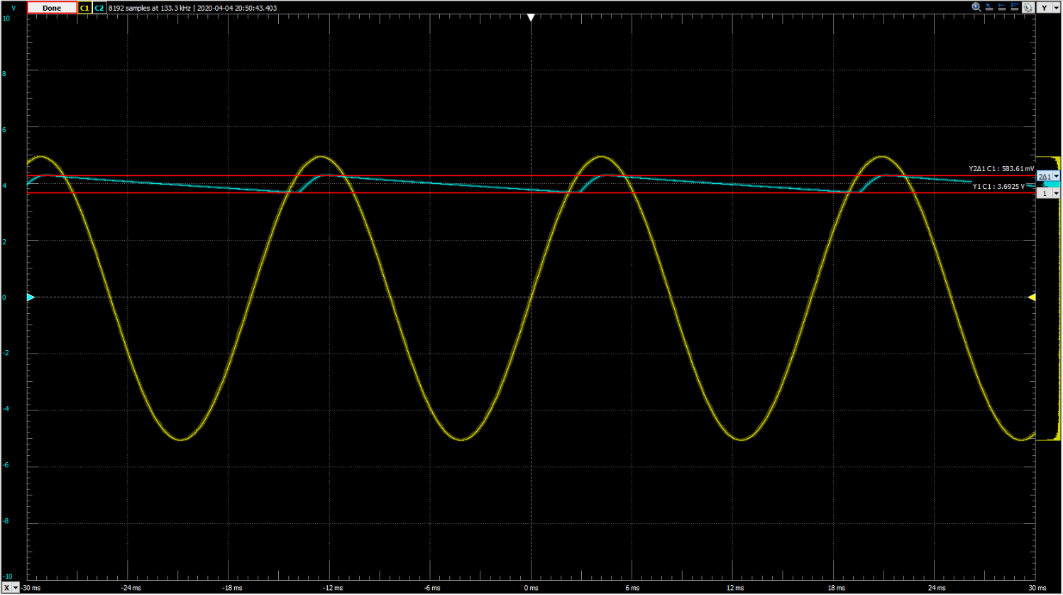 V Done C1 C2 8192 samples at 133.3 kHz | 2020-04-04 20:50:43.403 Y
10
8
6
4
2
0
-2
-4
-6
-8
-10
Y2Δ1 C1: 583.61 mV
2Δ1
Y1 C1: 3.6925 V
1
X -30 ms -24 ms -18 ms -12 ms -6 ms 0 ms 6 ms 12 ms 18 ms 24 ms 30 ms